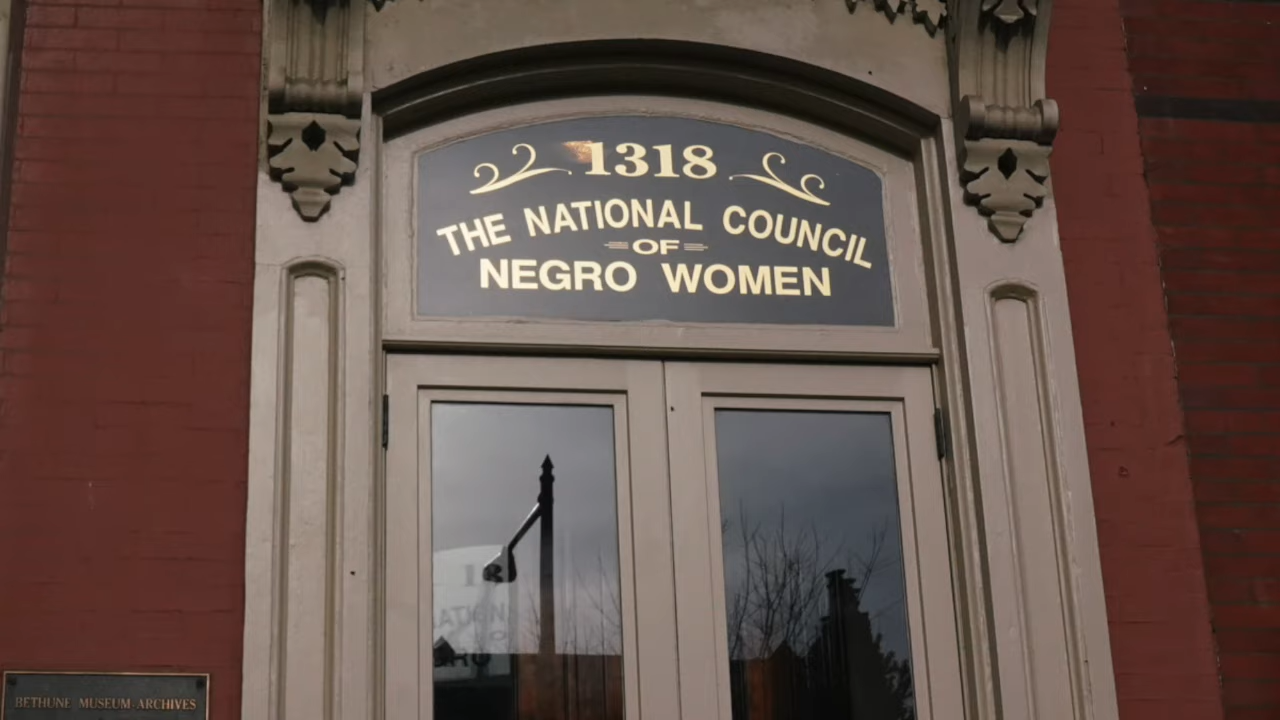 1318
THE NATIONAL COUNCIL
OF
NEGRO WOMEN
BETHUNE MUSEUM-ARCHIVES